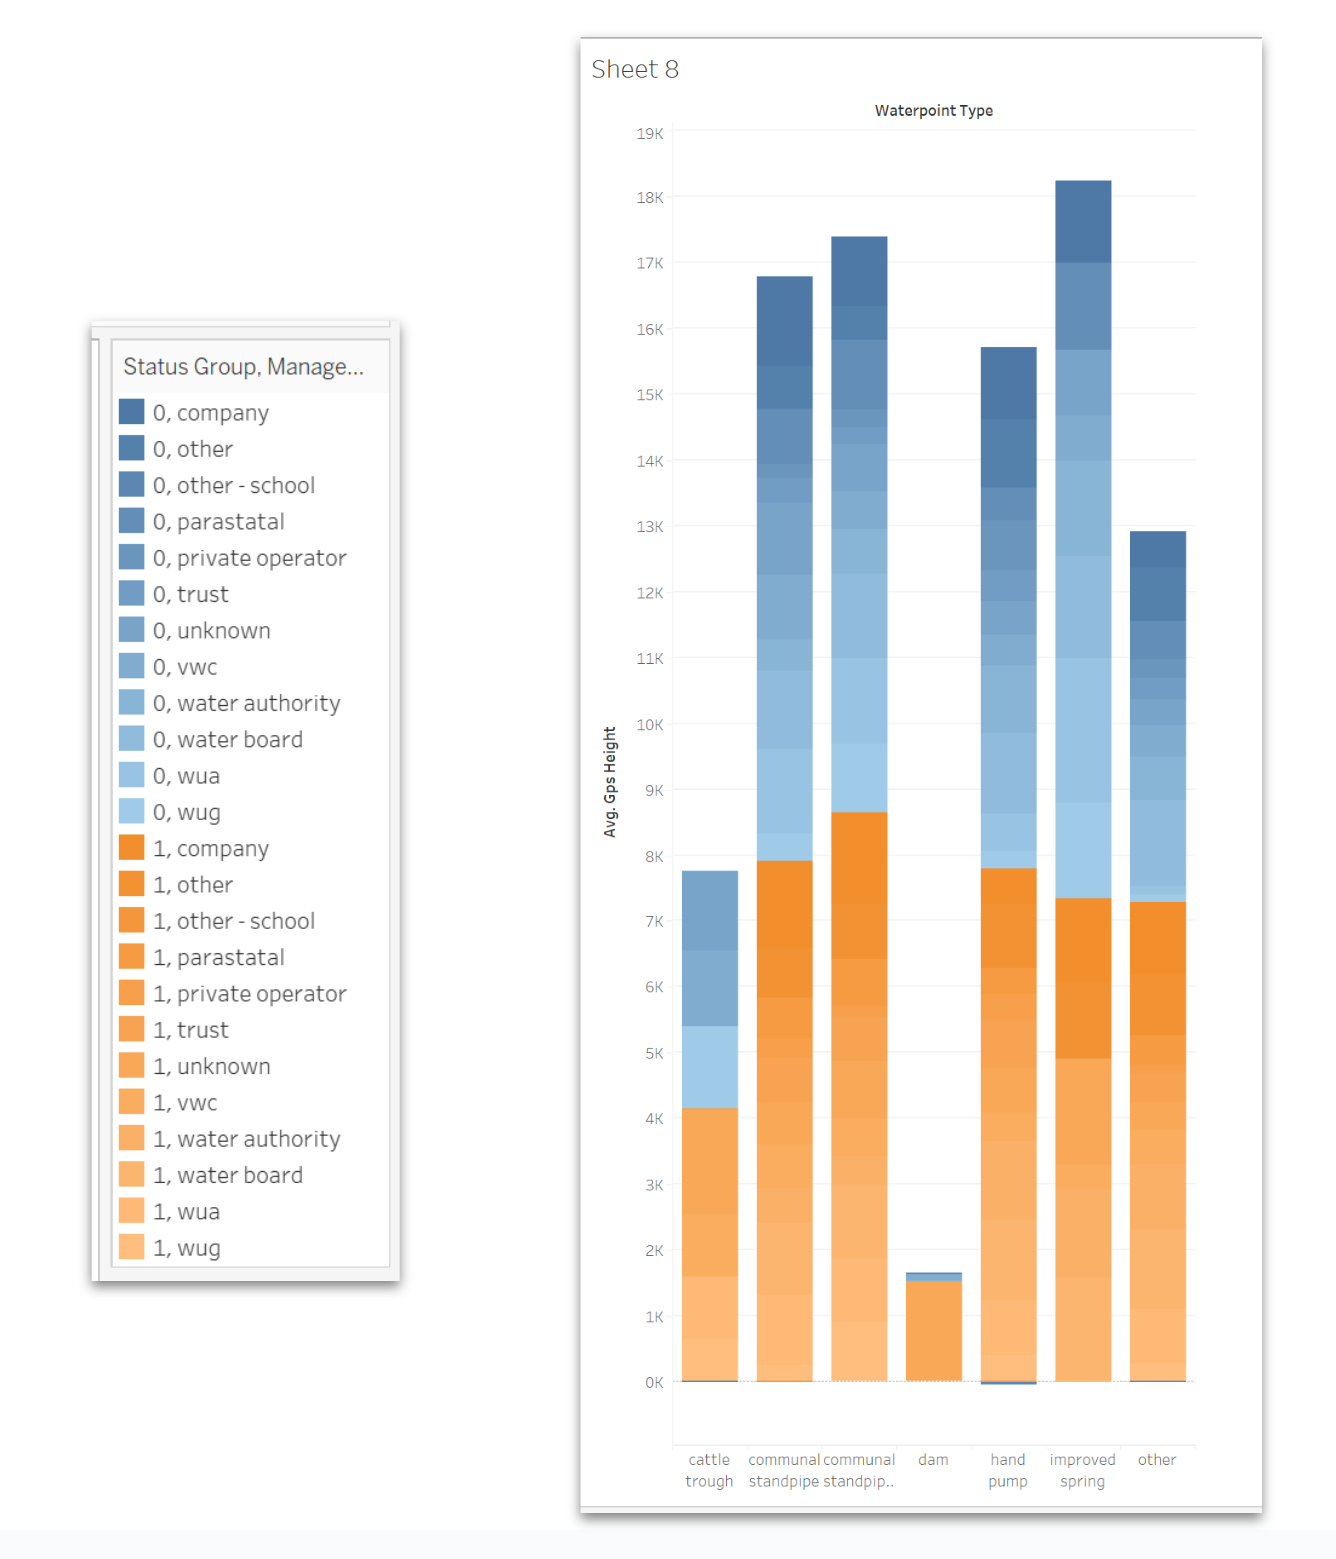 Status Group, Manage...
0, company
0, other
0, other - school
0, parastatal
0, private operator
0, trust
0, unknown
0, vwc
0, water authority
0, water board
0, wua
0, wug
1, company
1, other
1, other - school
1, parastatal
1, private operator
1, trust
1, unknown
1, vwc
1, water authority
1, water board
1, wua
1, wug
Sheet 8
Waterpoint Type
Avg. Gps Height
19K
18K
17K
16K
15K
14K
13K
12K
11K
10K
9K
8K
7K
6K
5K
4K
3K
2K
1K
0K
cattle trough
communal standpipe
communal standpip..
dam
hand pump
improved spring
other